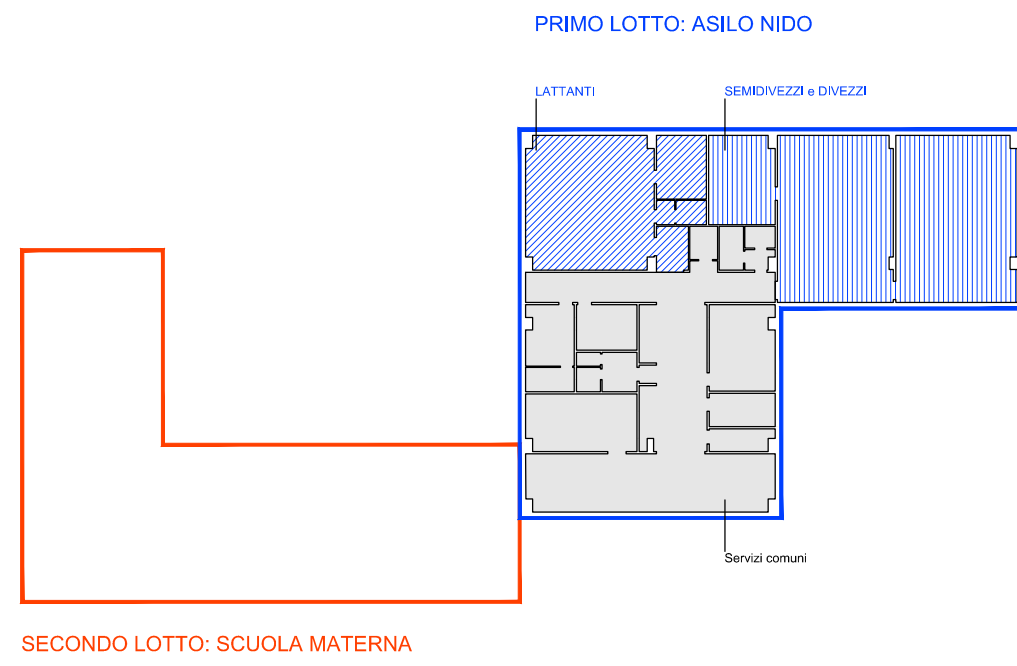 PRIMO LOTTO: ASILO NIDO
LATTANTI
SEMIDIVEZZI e DIVEZZI
Servizi comuni
SECONDO LOTTO: SCUOLA MATERNA